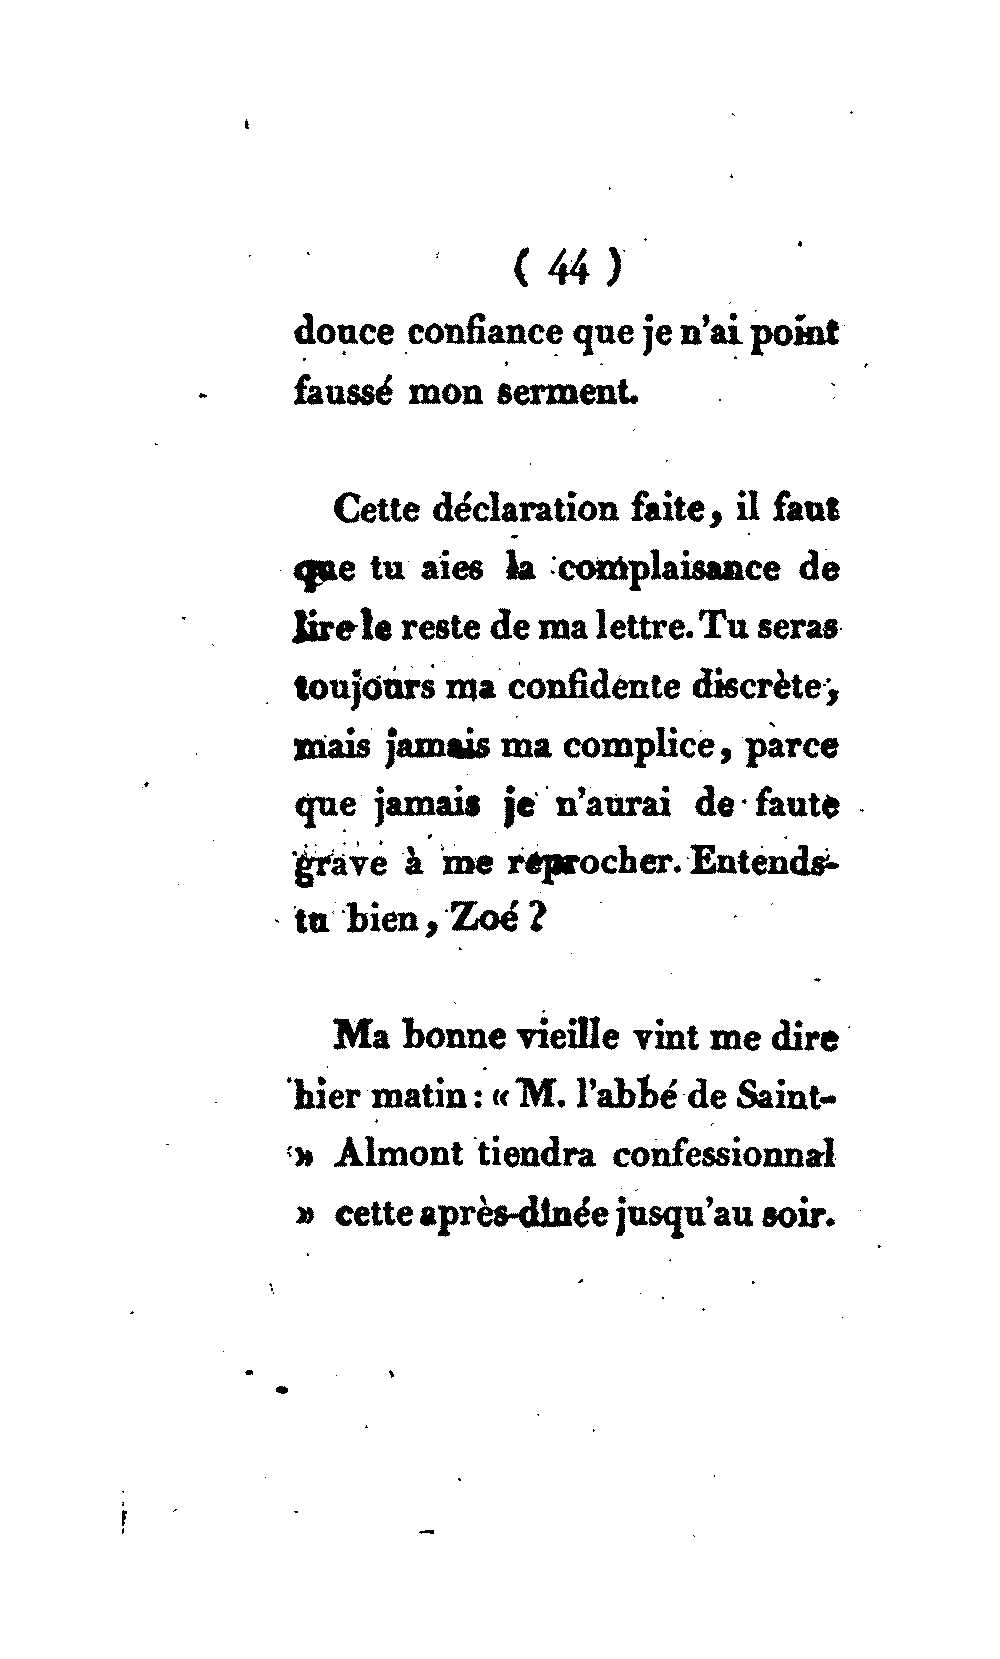 ( 44 )
douce confiance que je n'ai point
faussé mon serment.
Cette déclaration faite, il faut
que tu aies la complaisance de
lire le reste de ma lettre. Tu seras
toujours ma confidente discrète,
mais jamais ma complice, parce
que jamais je n'aurai de faute
grave à me reprocher. Entends-
tu bien, Zoé ?
Ma bonne vieille vint me dire
hier matin : « M. l'abbé de Saint-
» Almont tiendra confessionnal
» cette après-dînée jusqu'au soir.